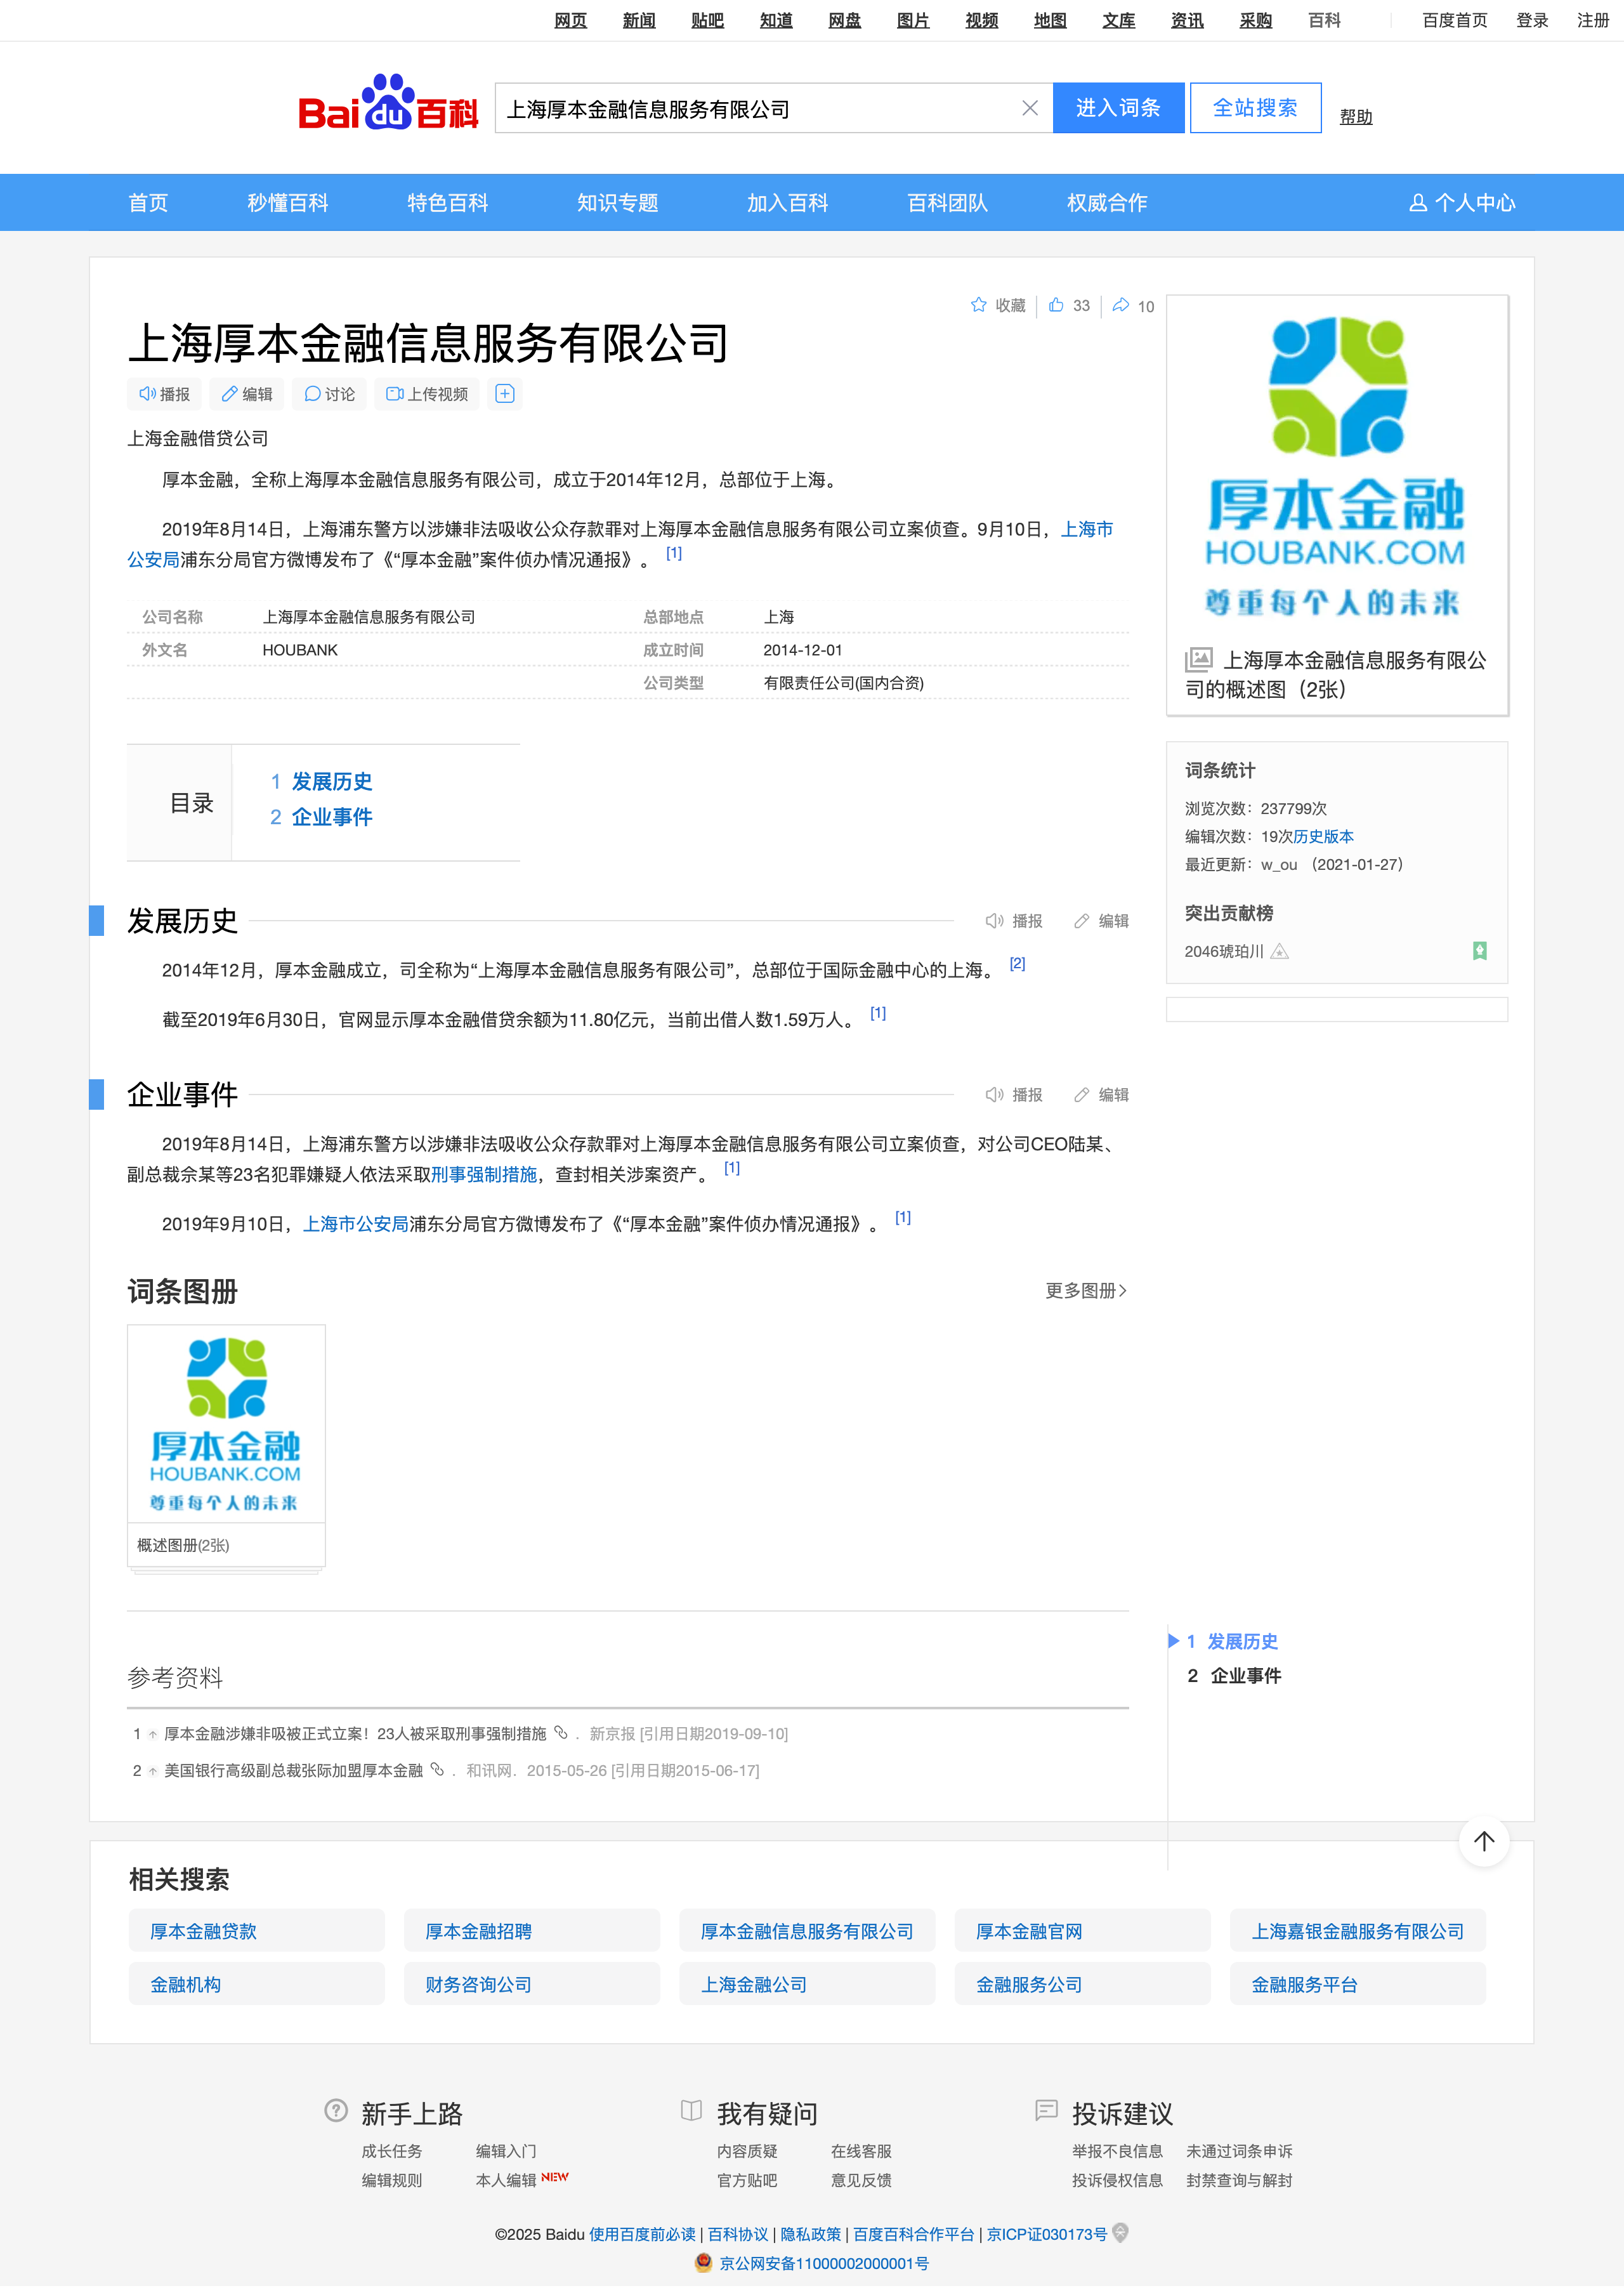 网页 新闻 贴吧 知道 网盘 图片 视频 地图 文库 资讯 采购 百科 百度首页 登录 注册
Bai du 百科
上海厚本金融信息服务有限公司
进入词条
全站搜索
帮助
首页 秒懂百科 特色百科 知识专题 加入百科 百科团队 权威合作 个人中心
收藏 33 10
上海厚本金融信息服务有限公司
播报 编辑 讨论 上传视频
上海金融借贷公司
厚本金融，全称上海厚本金融信息服务有限公司，成立于2014年12月，总部位于上海。
2019年8月14日，上海浦东警方以涉嫌非法吸收公众存款罪对上海厚本金融信息服务有限公司立案侦查。9月10日，上海市
公安局浦东分局官方微博发布了《“厚本金融”案件侦办情况通报》。 [1]
公司名称 上海厚本金融信息服务有限公司 总部地点 上海
外文名 HOUBANK 成立时间 2014-12-01
公司类型 有限责任公司(国内合资)
厚本金融
HOUBANK.COM
尊重每个人的未来
上海厚本金融信息服务有限公
司的概述图（2张）
目录
1 发展历史
2 企业事件
词条统计
浏览次数：237799次
编辑次数：19次历史版本
最近更新：w_ou （2021-01-27）
突出贡献榜
2046琥珀川
发展历史 播报 编辑
2014年12月，厚本金融成立，司全称为“上海厚本金融信息服务有限公司”，总部位于国际金融中心的上海。 [2]
截至2019年6月30日，官网显示厚本金融借贷余额为11.80亿元，当前出借人数1.59万人。 [1]
企业事件 播报 编辑
2019年8月14日，上海浦东警方以涉嫌非法吸收公众存款罪对上海厚本金融信息服务有限公司立案侦查，对公司CEO陆某、
副总裁佘某等23名犯罪嫌疑人依法采取刑事强制措施，查封相关涉案资产。 [1]
2019年9月10日，上海市公安局浦东分局官方微博发布了《“厚本金融”案件侦办情况通报》。 [1]
词条图册 更多图册
厚本金融
HOUBANK.COM
尊重每个人的未来
概述图册(2张)
1 发展历史
2 企业事件
参考资料
1 厚本金融涉嫌非吸被正式立案！23人被采取刑事强制措施 ．新京报 [引用日期2019-09-10]
2 美国银行高级副总裁张际加盟厚本金融 ．和讯网．2015-05-26 [引用日期2015-06-17]
相关搜索
厚本金融贷款 厚本金融招聘 厚本金融信息服务有限公司 厚本金融官网 上海嘉银金融服务有限公司
金融机构 财务咨询公司 上海金融公司 金融服务公司 金融服务平台
新手上路 我有疑问 投诉建议
成长任务 编辑入门 内容质疑 在线客服 举报不良信息 未通过词条申诉
编辑规则 本人编辑 NEW 官方贴吧 意见反馈 投诉侵权信息 封禁查询与解封
©2025 Baidu 使用百度前必读 | 百科协议 | 隐私政策 | 百度百科合作平台 | 京ICP证030173号
京公网安备11000002000001号